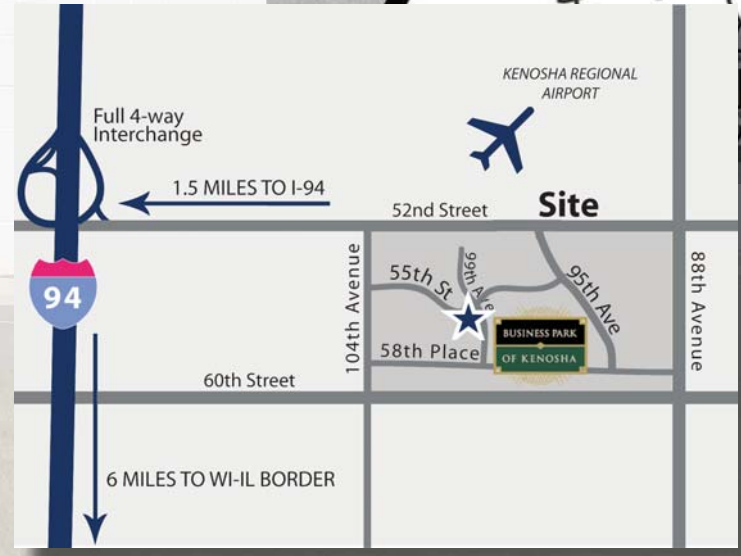 KENOSHA REGIONAL
AIRPORT
Full 4-way
Interchange
1.5 MILES TO I-94
52nd Street
Site
94
104th Avenue
55th St
99th Ave
95th Ave
88th Avenue
BUSINESS PARK
OF KENOSHA
58th Place
60th Street
6 MILES TO WI-IL BORDER